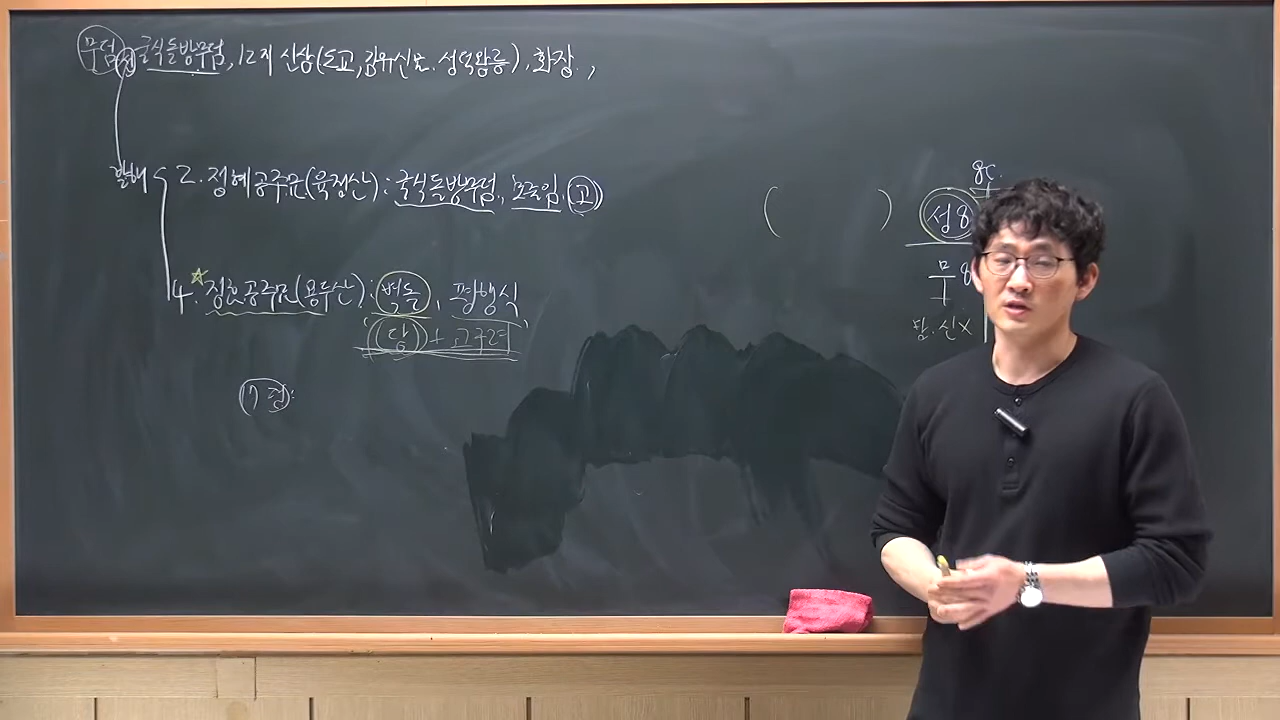 무덤 신 굴식돌방무덤, 12지 신상(도교, 김유신묘. 성덕왕릉), 화장,
발해 2. 정혜공주묘(육정산): 굴식돌방무덤, 모줄임, 고
4. 정효공주묘(용두산): 벽돌, 평행식,
당 + 고구려
8C.
( ) 성8
무8
당.신X